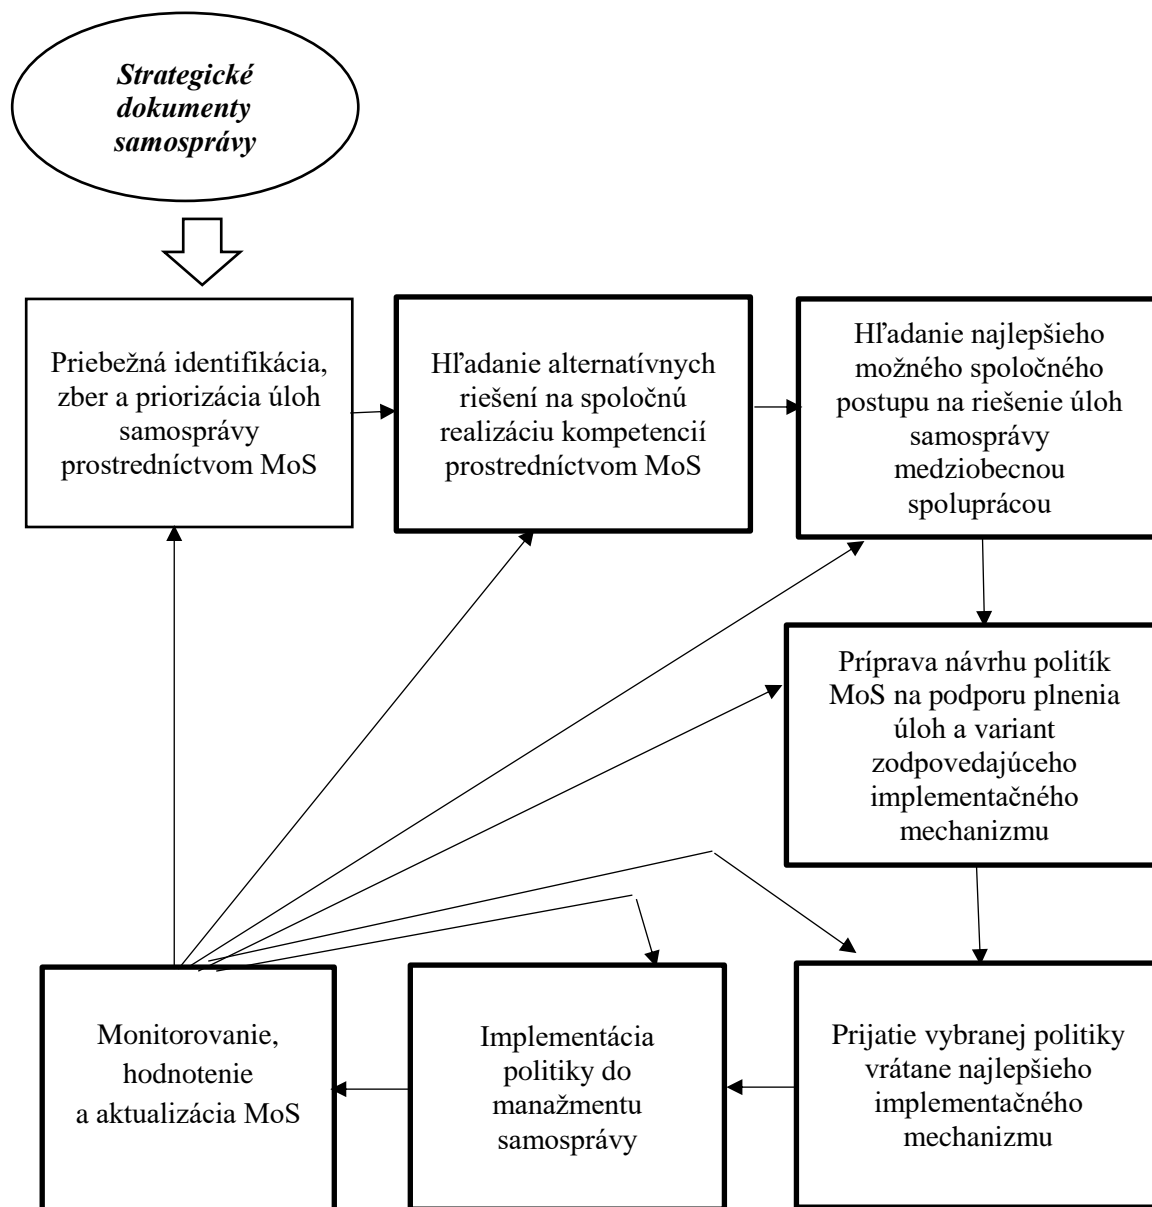 Strategické
dokumenty
samosprávy
Priebežná identifikácia,
zber a priorizácia úloh
samosprávy
prostredníctvom MoS
Hľadanie alternatívnych
riešení na spoločnú
realizáciu kompetencií
prostredníctvom MoS
Hľadanie najlepšieho
možného spoločného
postupu na riešenie úloh
samosprávy
medziobecnou
spoluprácou
Príprava návrhu politík
MoS na podporu plnenia
úloh a variant
zodpovedajúceho
implementačného
mechanizmu
Prijatie vybranej politiky
vrátane najlepšieho
implementačného
mechanizmu
Implementácia
politiky do
manažmentu
samosprávy
Monitorovanie,
hodnotenie
a aktualizácia MoS